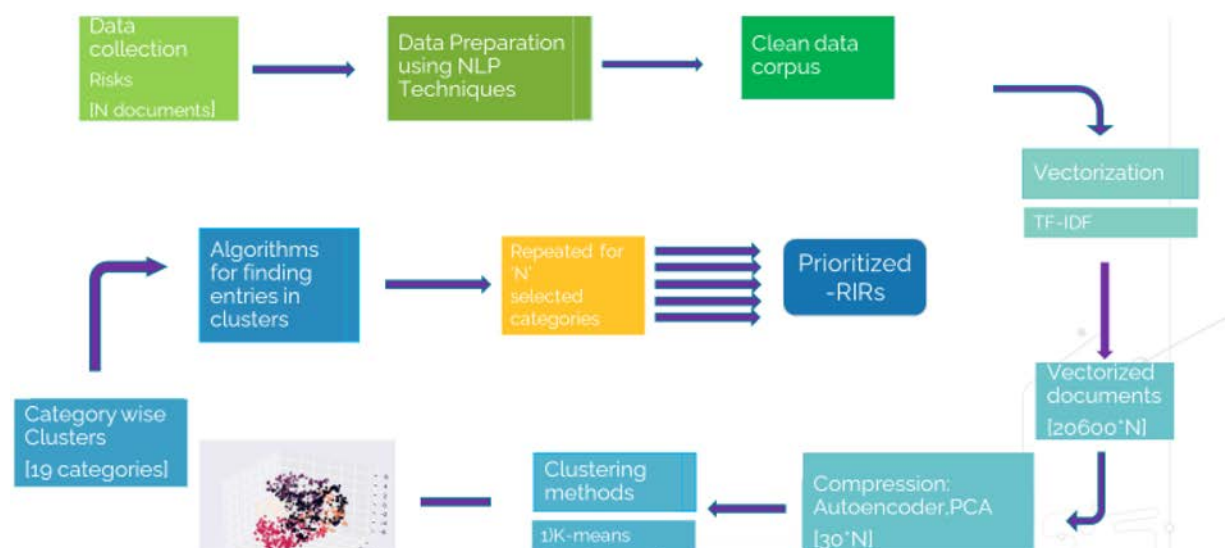 Data
collection
Risks
[N documents]
Data Preparation
using NLP
Techniques
Clean data
corpus
Vectorization
TF-IDF
Vectorized
documents
[20600*N]
Compression:
Autoencoder,PCA
[30*N]
Clustering
methods
1)K-means
Category wise
Clusters
[19 categories]
Algorithms
for finding
entries in
clusters
Repeated for
'N'
selected
categories
Prioritized
-RIRs